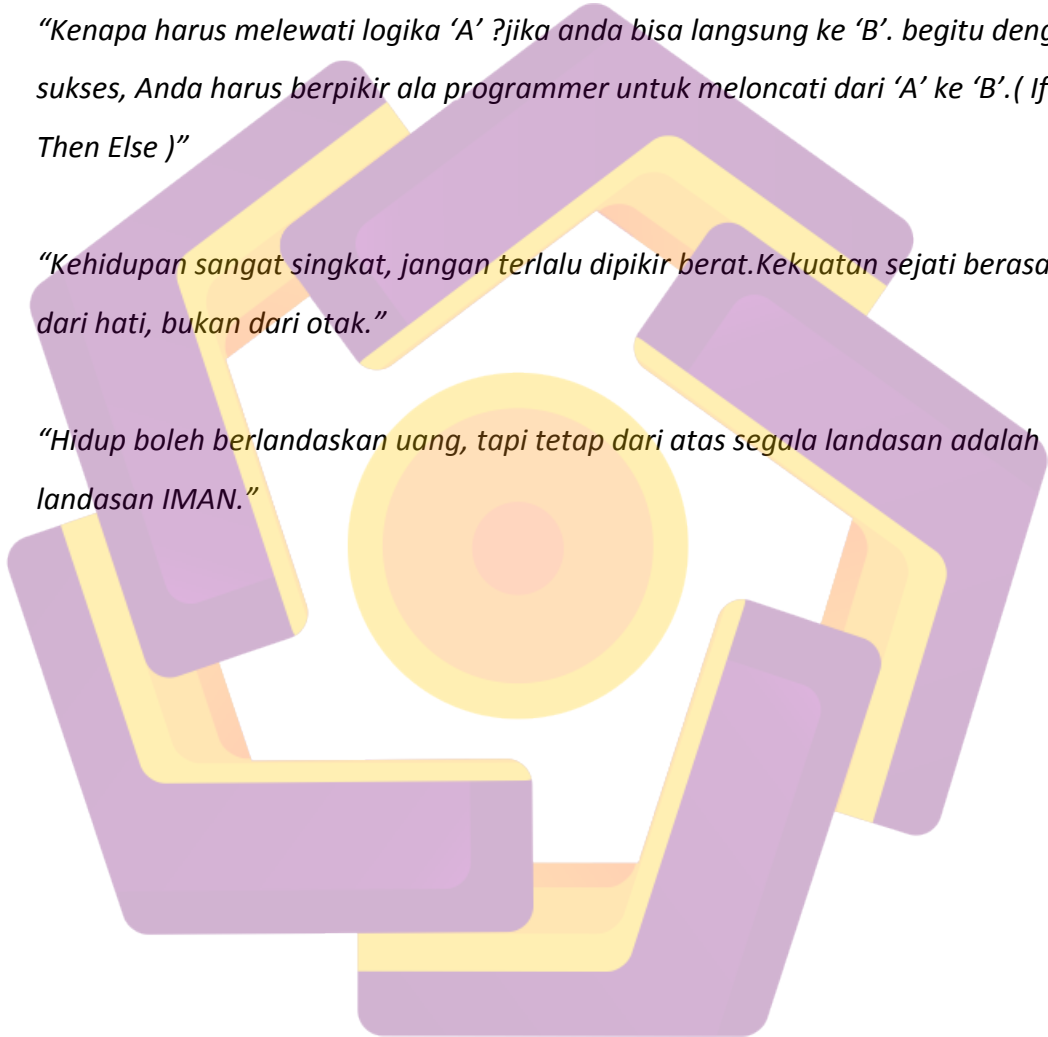 “Kenapa harus melewati logika ‘A’ ?jika anda bisa langsung ke ‘B’. begitu deng
sukses, Anda harus berpikir ala programmer untuk meloncati dari ‘A’ ke ‘B’.( If
Then Else )”
“Kehidupan sangat singkat, jangan terlalu dipikir berat.Kekuatan sejati berasa
dari hati, bukan dari otak.”
“Hidup boleh berlandaskan uang, tapi tetap dari atas segala landasan adalah
landasan IMAN.”